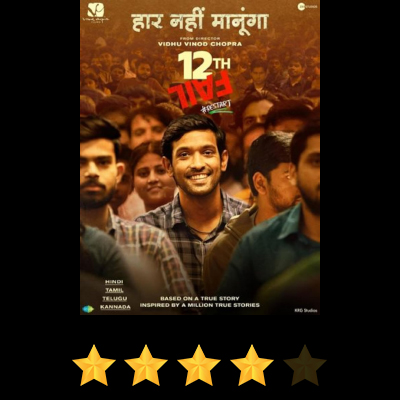 हार नहीं मानूंगा
FROM DIRECTOR
VIDHU VINOD CHOPRA
12TH
FAIL
#RESTART
HINDI
TAMIL
TELUGU
KANNADA
BASED ON A TRUE STORY
INSPIRED BY A MILLION TRUE STORIES